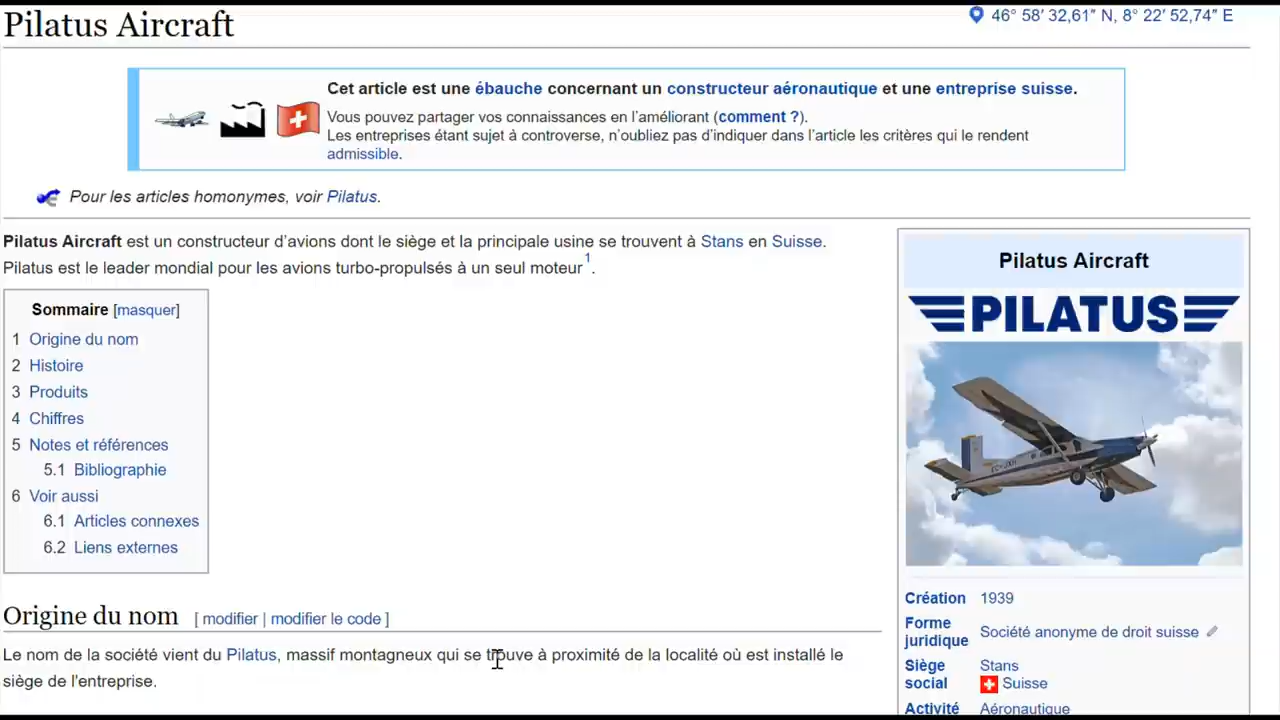 Pilatus Aircraft
46° 58′ 32,61″ N, 8° 22′ 52,74″ E
Cet article est une ébauche concernant un constructeur aéronautique et une entreprise suisse.
Vous pouvez partager vos connaissances en l’améliorant (comment ?).
Les entreprises étant sujet à controverse, n’oubliez pas d’indiquer dans l’article les critères qui le rendent
admissible.
Pour les articles homonymes, voir Pilatus.
Pilatus Aircraft est un constructeur d’avions dont le siège et la principale usine se trouvent à Stans en Suisse.
Pilatus est le leader mondial pour les avions turbo-propulsés à un seul moteur1.
Sommaire [masquer]
1 Origine du nom
2 Histoire
3 Produits
4 Chiffres
5 Notes et références
5.1 Bibliographie
6 Voir aussi
6.1 Articles connexes
6.2 Liens externes
Origine du nom [ modifier | modifier le code ]
Le nom de la société vient du Pilatus, massif montagneux qui se trouve à proximité de la localité où est installé le
siège de l'entreprise.
Pilatus Aircraft
PILATUS
Création 1939
Forme
juridique
Société anonyme de droit suisse
Siège
social
Stans
Suisse
Activité Aéronautique